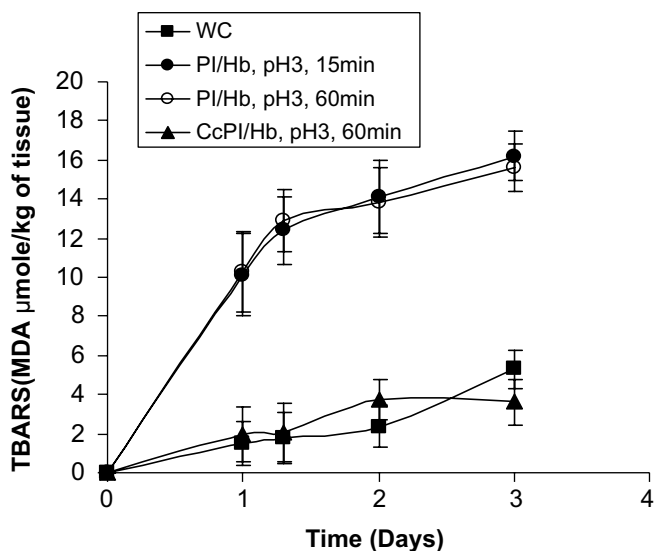 WC
PI/Hb, pH3, 15min
PI/Hb, pH3, 60min
CcPI/Hb, pH3, 60min
20
18
16
14
12
10
8
6
4
2
0
TBARS(MDA μmole/kg of tissue)
0 1 2 3 4
Time (Days)